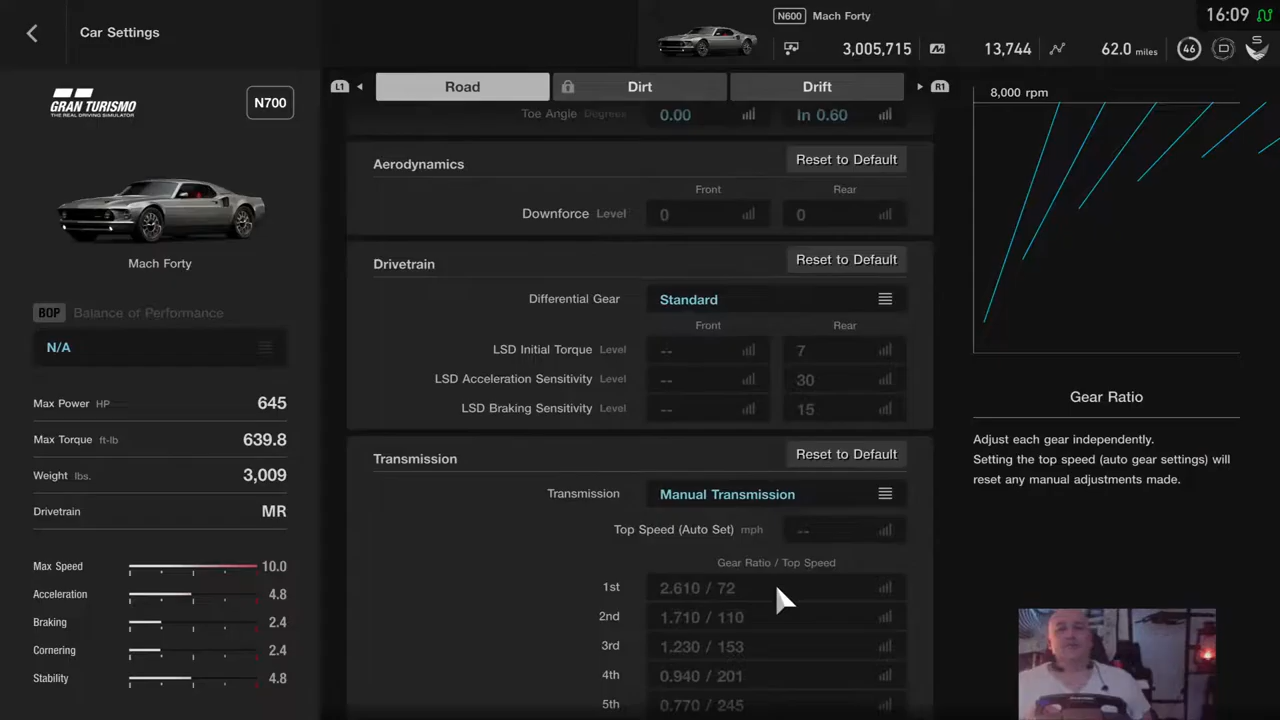 N600 Mach Forty
16:09
Car Settings
3,005,715
13,744
62.0 miles
46
D
S
L1
Road
Dirt
Drift
R1
GRAN TURISMO
THE REAL DRIVING SIMULATOR
N700
8,000 rpm
Toe Angle Degrees 0.00 In 0.60
Aerodynamics Reset to Default
Front Rear
Downforce Level 0 0
Mach Forty
Drivetrain Reset to Default
Differential Gear Standard
Front Rear
LSD Initial Torque Level -- 7
LSD Acceleration Sensitivity Level -- 30
LSD Braking Sensitivity Level -- 15
BOP Balance of Performance
N/A
Max Power HP 645
Max Torque ft-lb 639.8
Weight lbs. 3,009
Drivetrain MR
Max Speed 10.0
Acceleration 4.8
Braking 2.4
Cornering 2.4
Stability 4.8
Transmission Reset to Default
Transmission Manual Transmission
Top Speed (Auto Set) mph --
Gear Ratio / Top Speed
1st 2.610 / 72
2nd 1.710 / 110
3rd 1.230 / 153
4th 0.940 / 201
5th 0.770 / 245
Gear Ratio
Adjust each gear independently.
Setting the top speed (auto gear settings) will
reset any manual adjustments made.